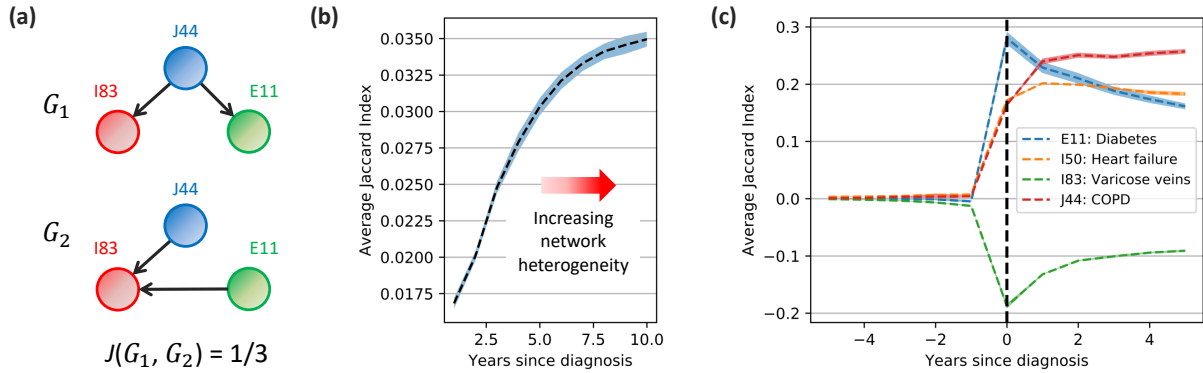 (a)
J44
I83
E11
G₁
J44
I83
E11
G₂
J(G₁, G₂) = 1/3
(b)
Average Jaccard Index
0.0350
0.0325
0.0300
0.0275
0.0250
0.0225
0.0200
0.0175
Increasing
network
heterogeneity
2.5 5.0 7.5 10.0
Years since diagnosis
(c)
Average Jaccard Index
0.3
0.2
0.1
0.0
−0.1
−0.2
E11: Diabetes
I50: Heart failure
I83: Varicose veins
J44: COPD
−4 −2 0 2 4
Years since diagnosis